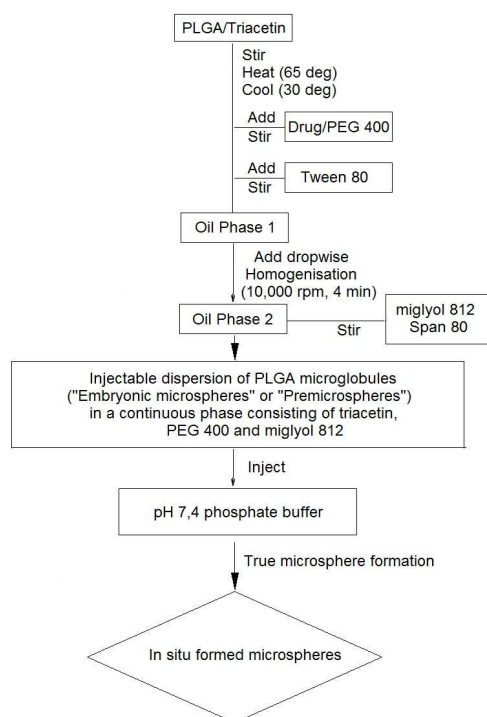 PLGA/Triacetin
Stir
Heat (65 deg)
Cool (30 deg)
Add
Stir
Drug/PEG 400
Add
Stir
Tween 80
Oil Phase 1
Add dropwise
Homogenisation
(10,000 rpm, 4 min)
Oil Phase 2
Stir
miglyol 812
Span 80
Injectable dispersion of PLGA microglobules
("Embryonic microspheres" or "Premicrospheres")
in a continuous phase consisting of triacetin,
PEG 400 and miglyol 812
Inject
pH 7,4 phosphate buffer
True microsphere formation
In situ formed microspheres